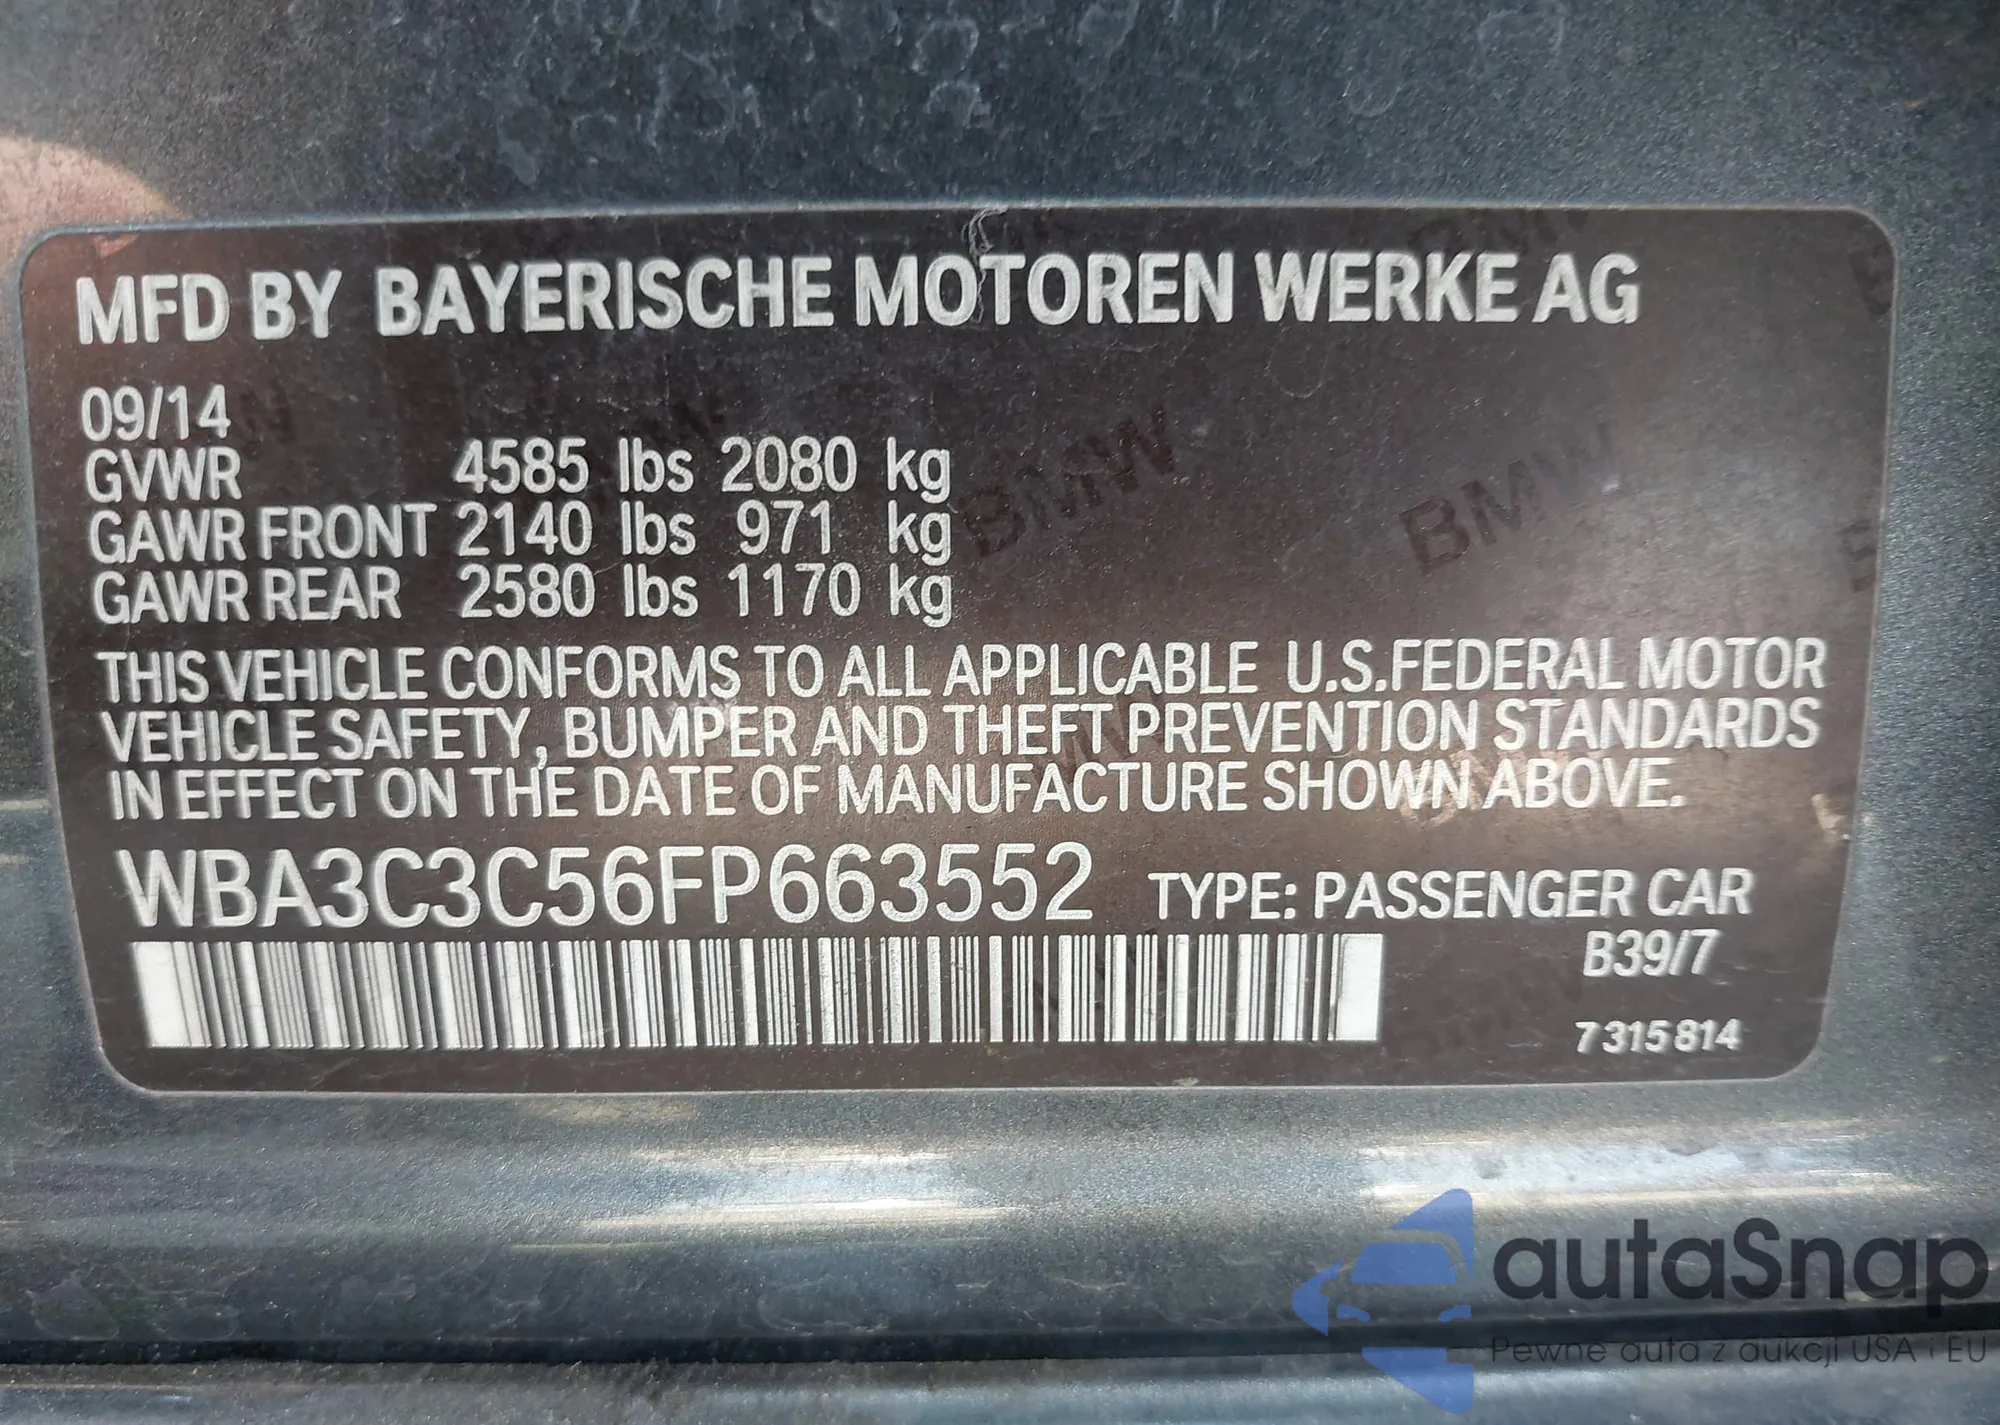 MFD BY BAYERISCHE MOTOREN WERKE AG
09/14
GVWR 4585 lbs 2080 kg
GAWR FRONT 2140 lbs 971 kg
GAWR REAR 2580 lbs 1170 kg
THIS VEHICLE CONFORMS TO ALL APPLICABLE U.S.FEDERAL MOTOR
VEHICLE SAFETY, BUMPER AND THEFT PREVENTION STANDARDS
IN EFFECT ON THE DATE OF MANUFACTURE SHOWN ABOVE.
WBA3C3C56FP663552 TYPE: PASSENGER CAR
B39/7
7 315 814
BMW BMW
autaSnap
Pewne auta z aukcji USA i EU